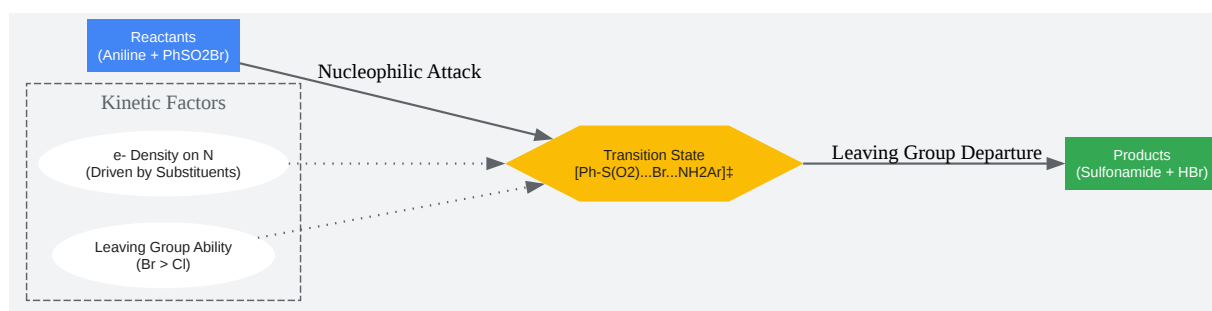 Reactants
(Aniline + PhSO2Br)
Nucleophilic Attack
Kinetic Factors
e- Density on N
(Driven by Substituents)
Leaving Group Ability
(Br > Cl)
Transition State
[Ph-S(O2)...Br...NH2Ar]‡
Leaving Group Departure
Products
(Sulfonamide + HBr)